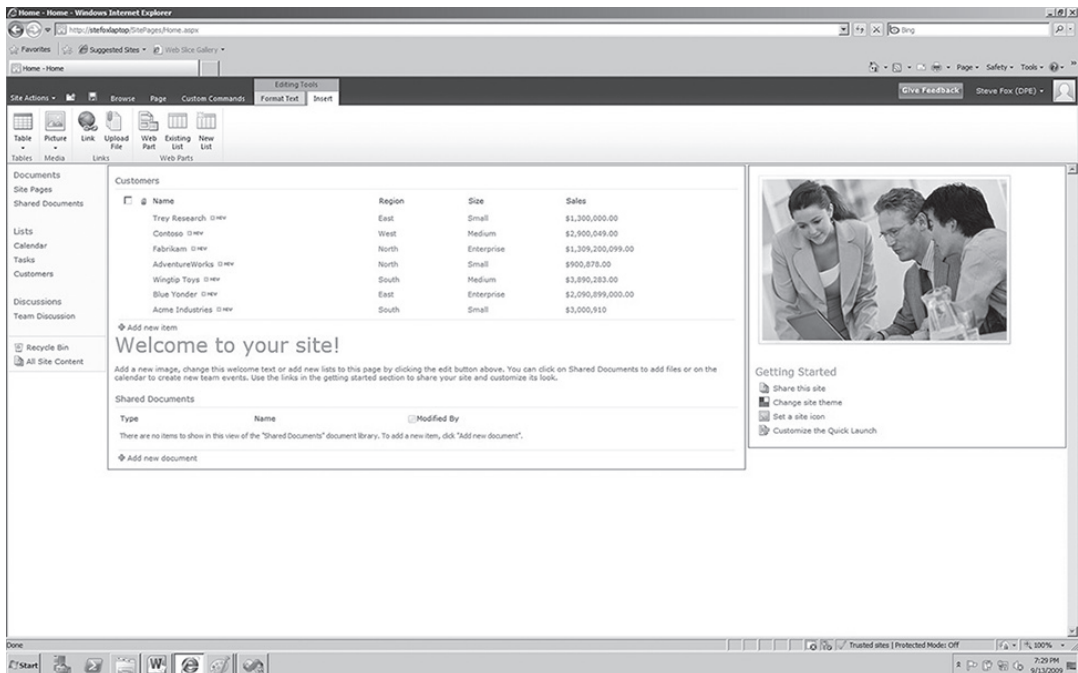 Home - Home - Windows Internet Explorer
http://stefoxlaptop/SitePages/Home.aspx
Bing
Favorites Suggested Sites Web Slice Gallery
Home - Home
Page Safety Tools
Editing Tools
Site Actions Browse Page Custom Commands Format Text Insert
Give Feedback Steve Fox (DPE)
Table Picture Link Upload File Web Part Existing List New List
Tables Media Links Web Parts
Documents
Site Pages
Shared Documents
Lists
Calendar
Tasks
Customers
Discussions
Team Discussion
Recycle Bin
All Site Content
Customers
Name Region Size Sales
Trey Research NEW East Small $1,300,000.00
Contoso NEW West Medium $2,900,049.00
Fabrikam NEW North Enterprise $1,309,200,099.00
AdventureWorks NEW North Small $900,878.00
Wingtip Toys NEW South Medium $3,890,283.00
Blue Yonder NEW East Enterprise $2,090,899,000.00
Acme Industries NEW South Small $3,000,910
Add new item
Welcome to your site!
Add a new image, change this welcome text or add new lists to this page by clicking the edit button above. You can click on Shared Documents to add files or on the
calendar to create new team events. Use the links in the getting started section to share your site and customize its look.
Shared Documents
Type Name Modified By
There are no items to show in this view of the "Shared Documents" document library. To add a new item, click "Add new document".
Add new document
Getting Started
Share this site
Change site theme
Set a site icon
Customize the Quick Launch
Done
Trusted sites | Protected Mode: Off
100%
Start
7:29 PM
9/13/2009